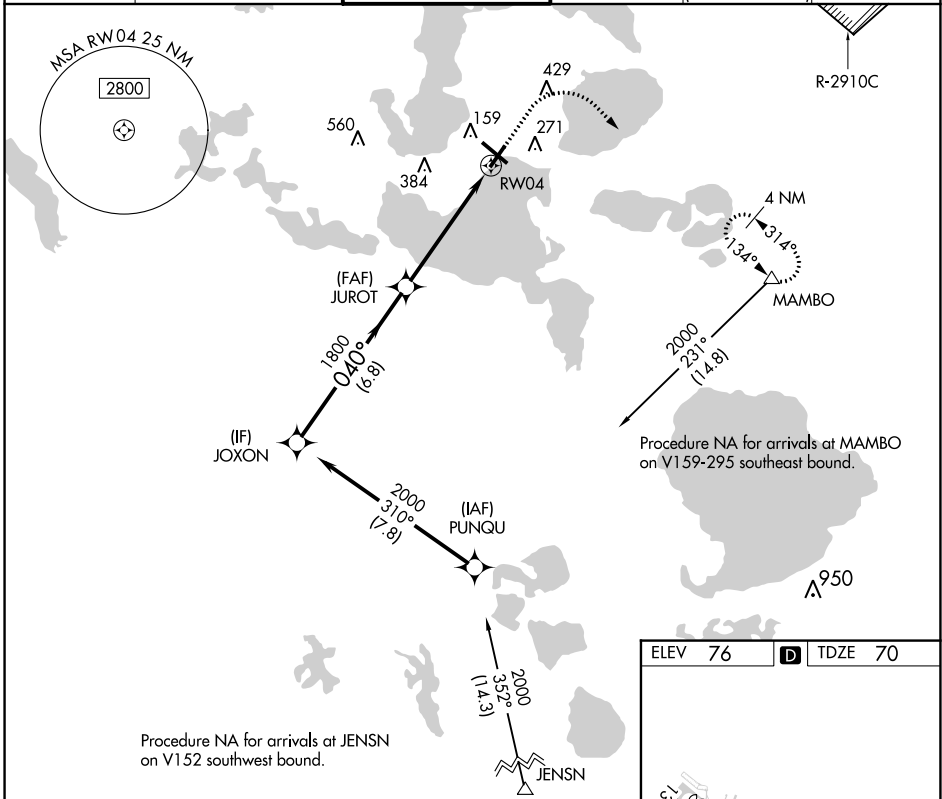 MSA RW04 25 NM
2800
R-2910C
560
384
159
429
271
RW04
4 NM
314°
134°
MAMBO
2000
231°
(14.8)
Procedure NA for arrivals at MAMBO
on V159-295 southeast bound.
(FAF)
JUROT
1800
040°
(6.8)
(IF)
JOXON
2000
310°
(7.8)
(IAF)
PUNQU
950
2000
352°
(14.3)
JENSN
Procedure NA for arrivals at JENSN
on V152 southwest bound.
ELEV 76 D TDZE 70